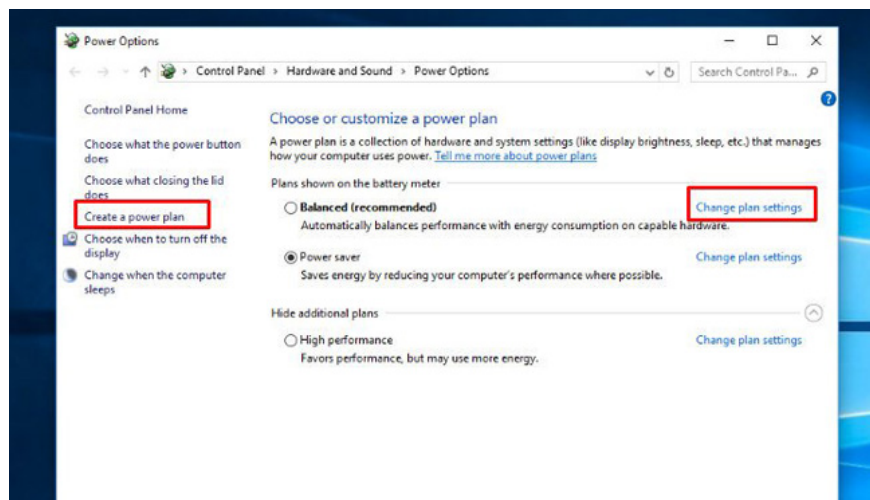 Power Options
Control Panel > Hardware and Sound > Power Options
Search Control Pa...
Control Panel Home
Choose what the power button
does
Choose what closing the lid
does
Create a power plan
Choose when to turn off the
display
Change when the computer
sleeps
Choose or customize a power plan
A power plan is a collection of hardware and system settings (like display brightness, sleep, etc.) that manages
how your computer uses power. Tell me more about power plans
Plans shown on the battery meter
Balanced (recommended) Change plan settings
Automatically balances performance with energy consumption on capable hardware.
Power saver Change plan settings
Saves energy by reducing your computer's performance where possible.
Hide additional plans
High performance Change plan settings
Favors performance, but may use more energy.